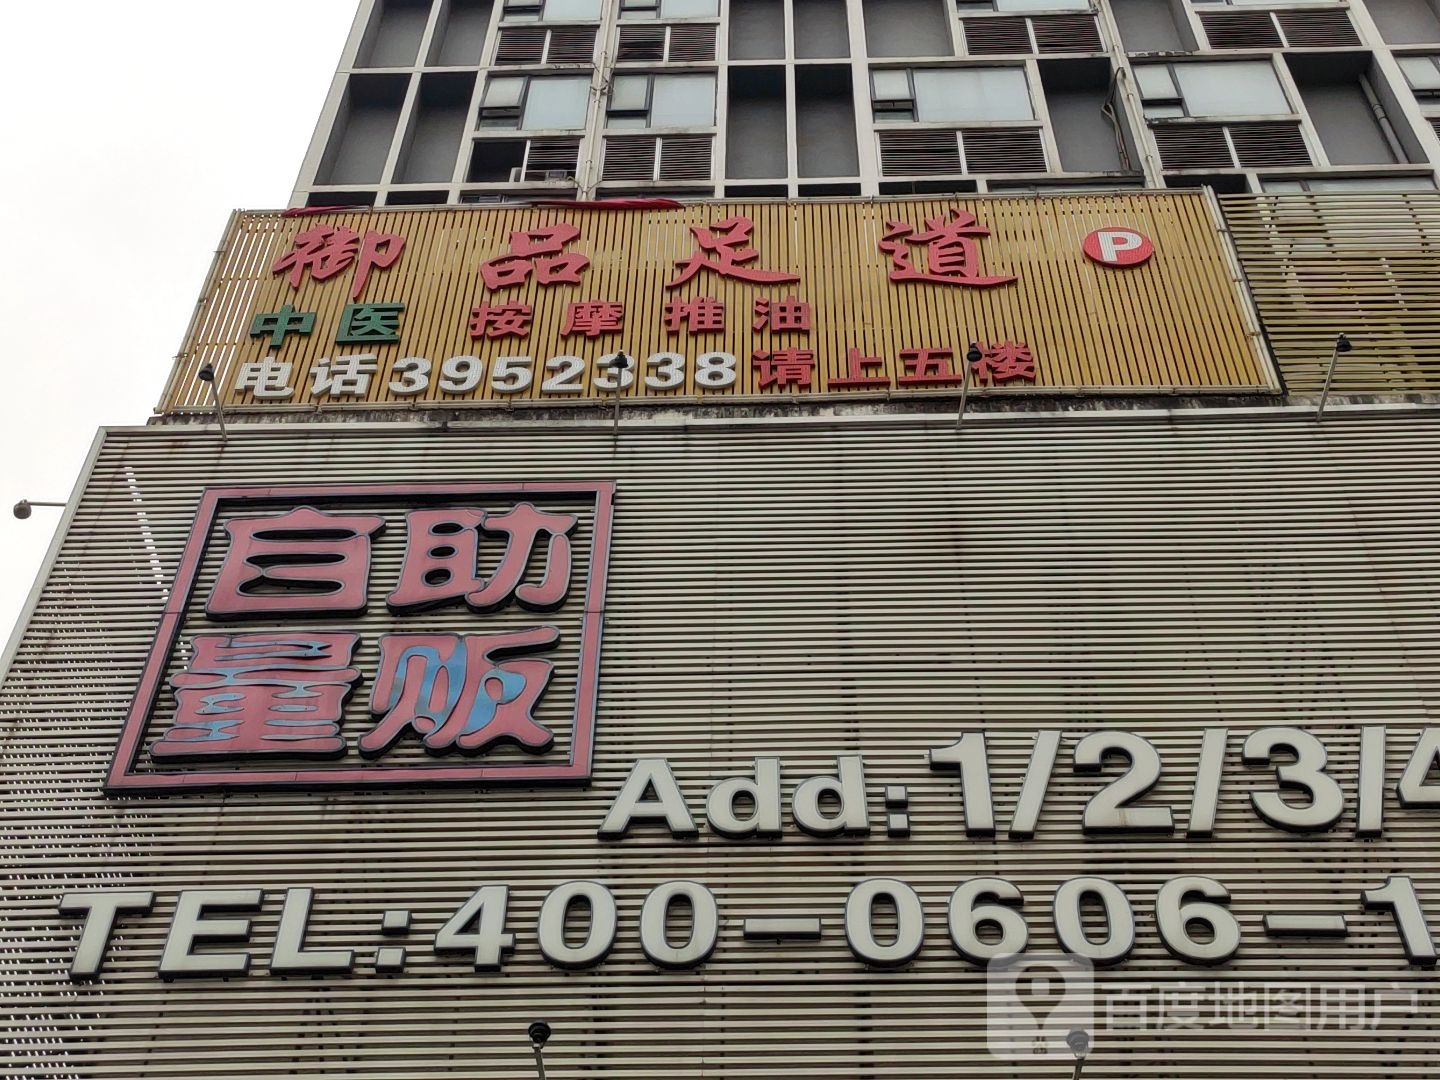 御品足道 P
中医 按摩 推油
电话3952338请上五楼
自助
量贩
Add:1/2/3/4
TEL:400-0606-1
百度地图用户